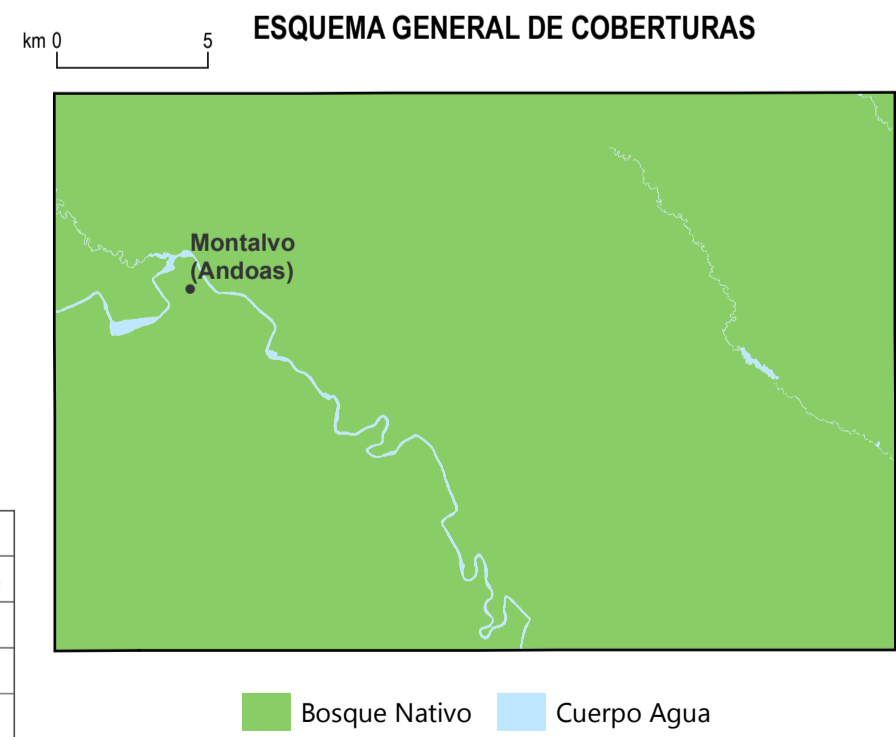 ESQUEMA GENERAL DE COBERTURAS
km 0 5
Montalvo
(Andoas)
Bosque Nativo Cuerpo Agua